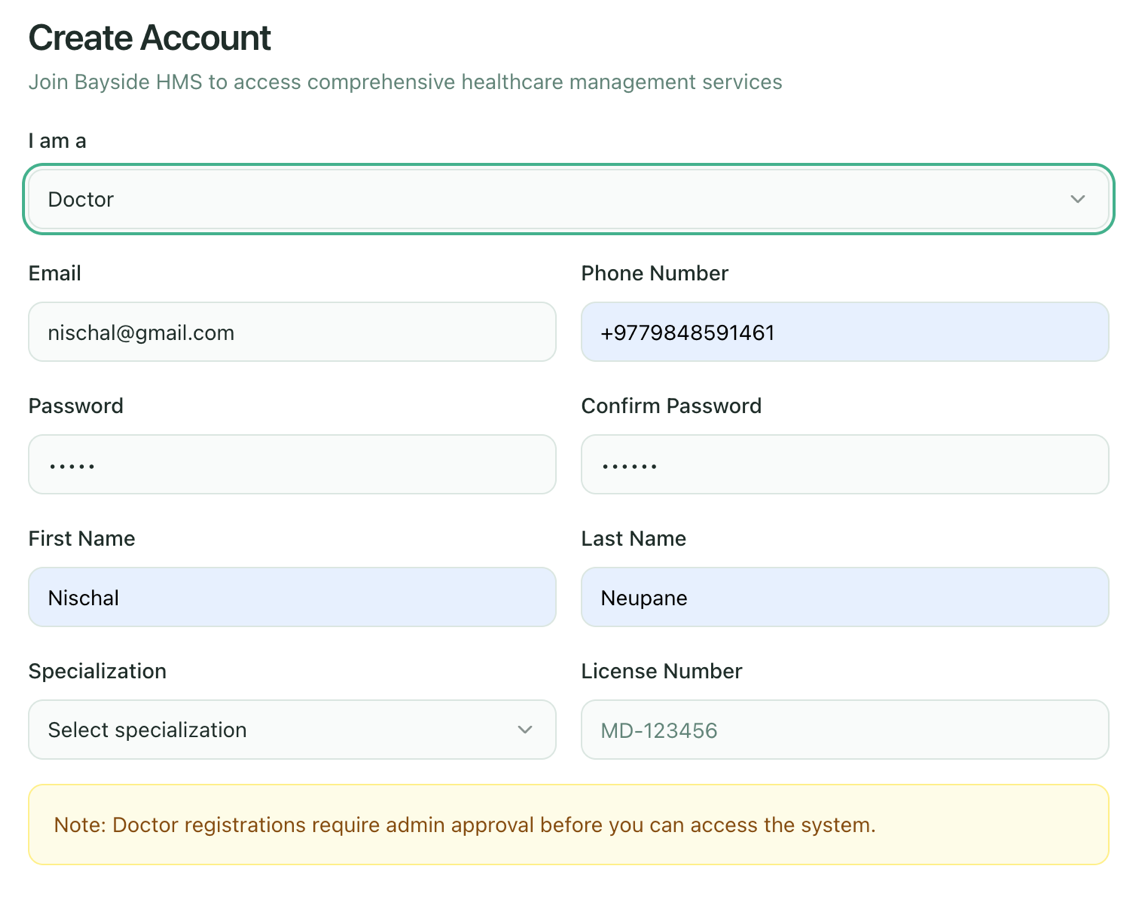 Create Account
Join Bayside HMS to access comprehensive healthcare management services
I am a
Doctor
Email
Phone Number
nischal@gmail.com
+9779848591461
Password
Confirm Password
•••••
••••••
First Name
Last Name
Nischal
Neupane
Specialization
License Number
Select specialization
MD-123456
Note: Doctor registrations require admin approval before you can access the system.